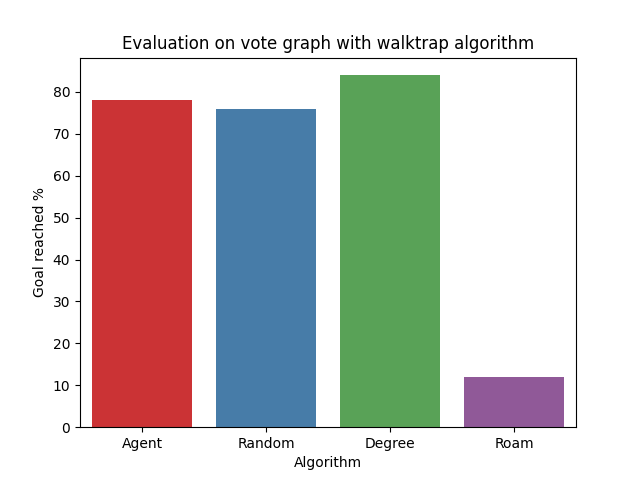 Evaluation on vote graph with walktrap algorithm
Goal reached %
80
70
60
50
40
30
20
10
0
Agent Random Degree Roam
Algorithm